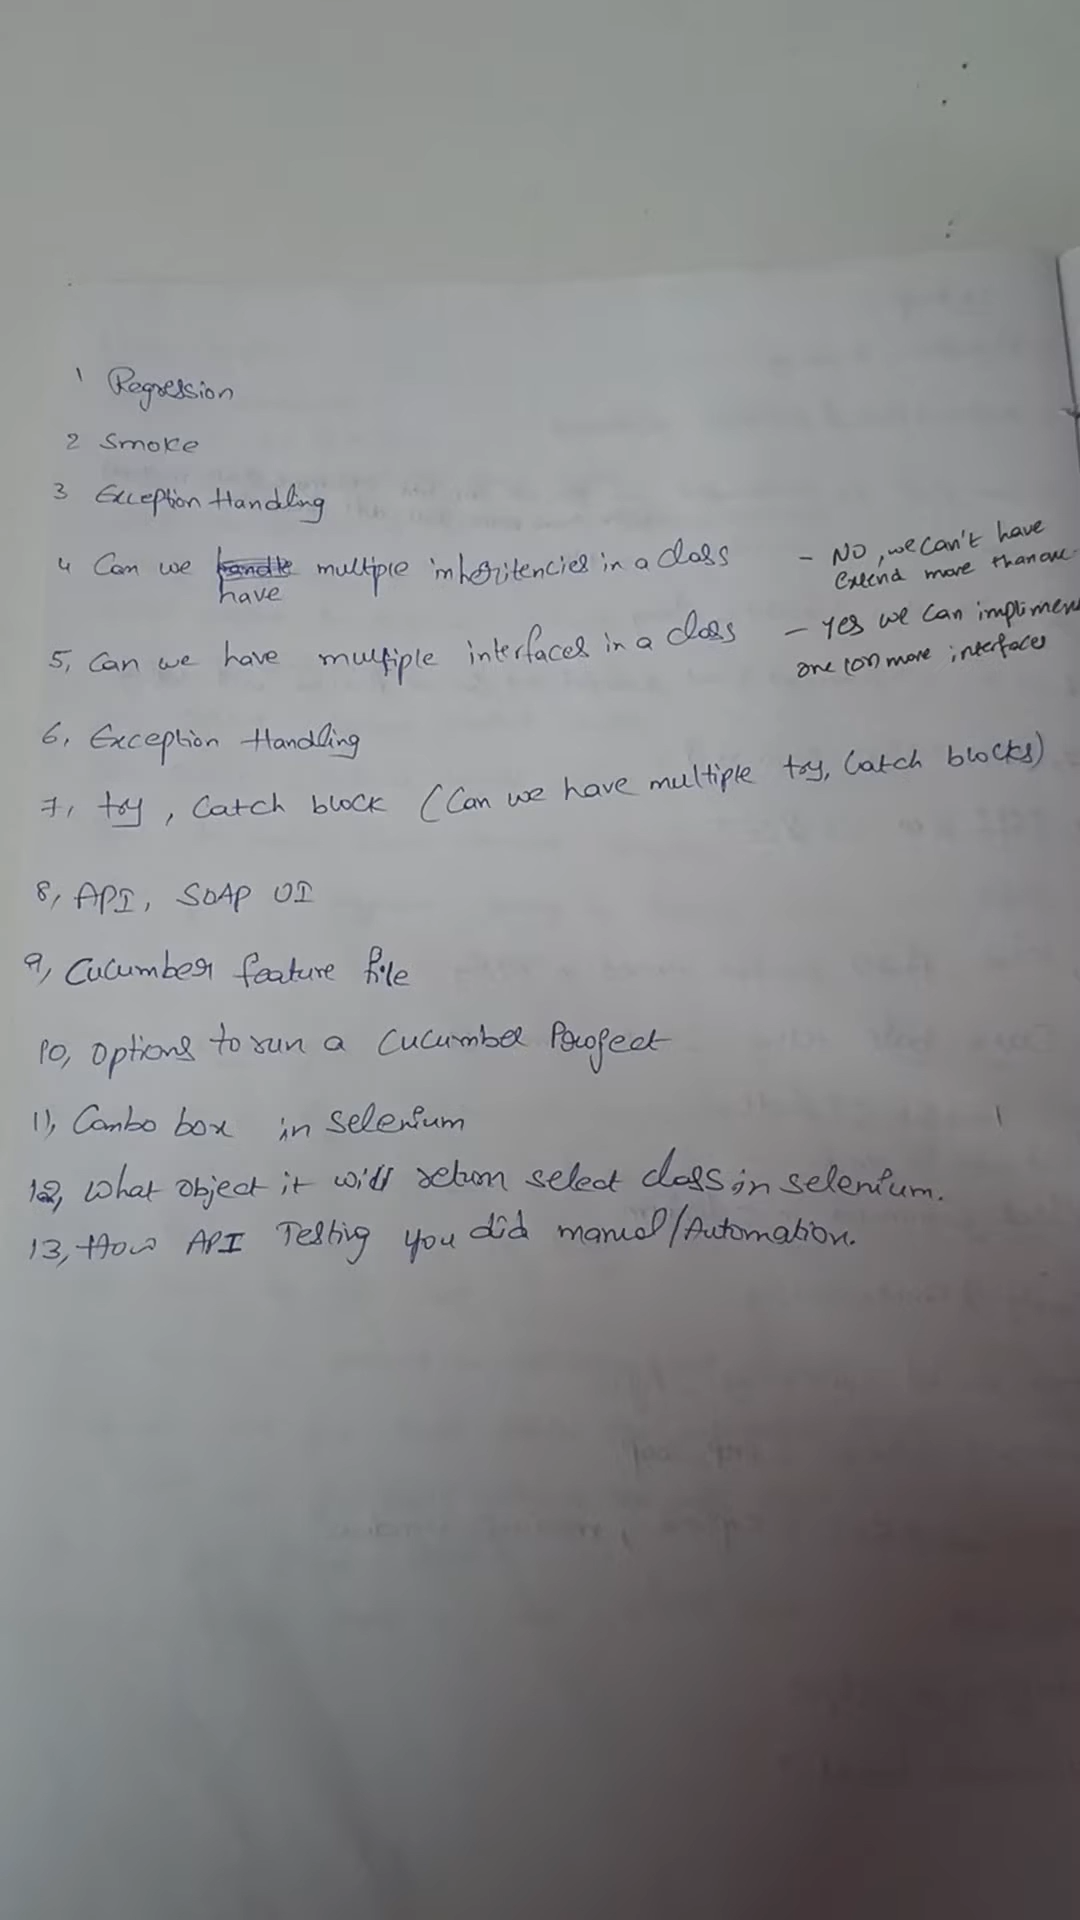 1 Regression
2 Smoke
3 Exception Handling
4 Can we have multiple inheritencies in a class - NO, we can't have
Extend more than one
5, Can we have multiple interfaces in a class - Yes we can impliment
one (or) more interfaces
6, Exception Handling
7, try, Catch block (Can we have multiple try, Catch blocks)
8, API, SOAP UI
9, Cucumber feature file
10, Options to run a Cucumber Project
11, Combo box in selenium
12, What object it will return select class in selenium.
13, How API Testing you did manual/Automation.